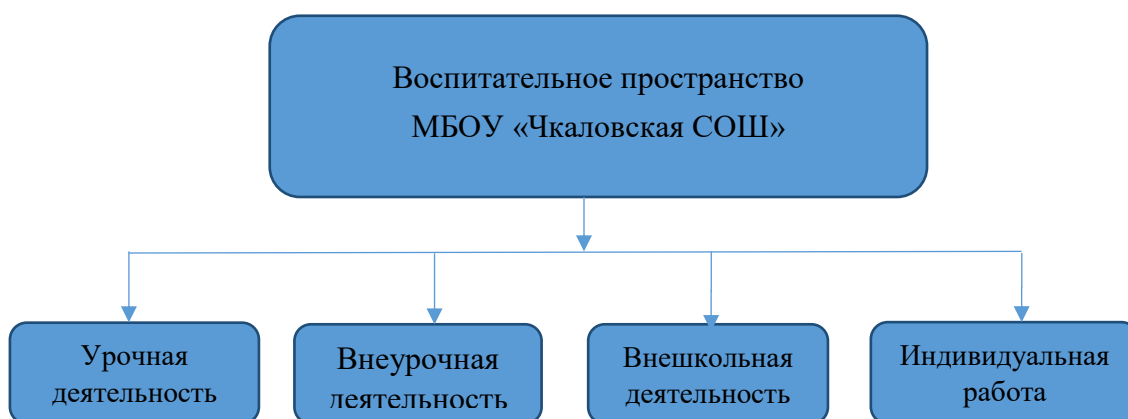 Воспитательное пространство
МБОУ «Чкаловская СОШ»
Урочная
деятельность
Внеурочная
деятельность
Внешкольная
деятельность
Индивидуальная
работа